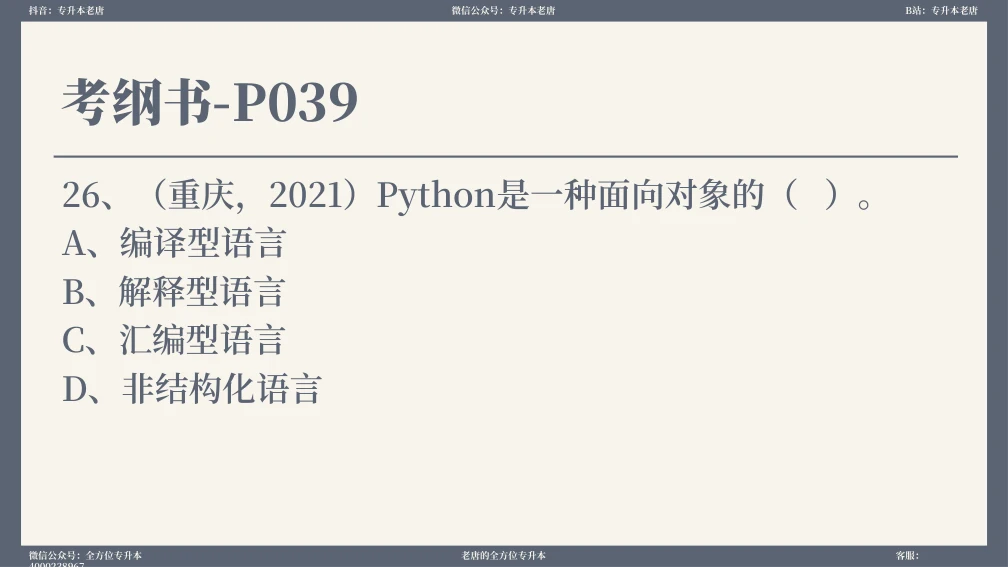 抖音：专升本老唐
微信公众号：专升本老唐
B站：专升本老唐
考纲书-P039
26、（重庆，2021）Python是一种面向对象的（ ）。
A、编译型语言
B、解释型语言
C、汇编型语言
D、非结构化语言
微信公众号：全方位专升本
老唐的全方位专升本
客服：
4000238967